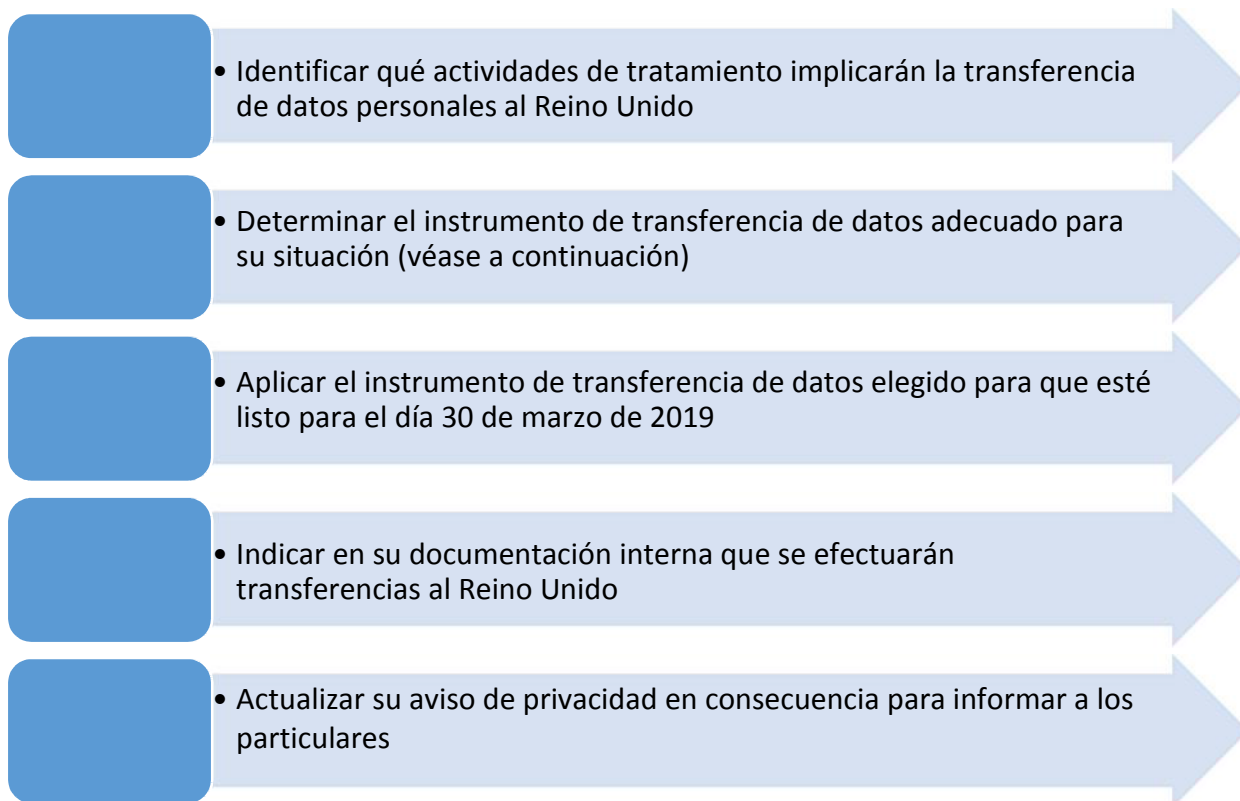 • Identificar qué actividades de tratamiento implicarán la transferencia
de datos personales al Reino Unido
• Determinar el instrumento de transferencia de datos adecuado para
su situación (véase a continuación)
• Aplicar el instrumento de transferencia de datos elegido para que esté
listo para el día 30 de marzo de 2019
• Indicar en su documentación interna que se efectuarán
transferencias al Reino Unido
• Actualizar su aviso de privacidad en consecuencia para informar a los
particulares